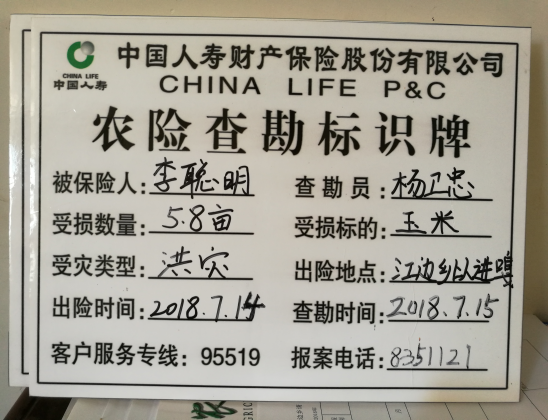 中国人寿财产保险股份有限公司
CHINA LIFE
中国人寿
CHINA LIFE P&C
农险查勘标识牌
被保险人：李聪明 查勘员：杨卫忠
受损数量：5.8亩 受损标的：玉米
受灾类型：洪灾 出险地点：江边乡
出险时间：2018.7.14 查勘时间：2018.7.15
客户服务专线：95519 报案电话：8351121